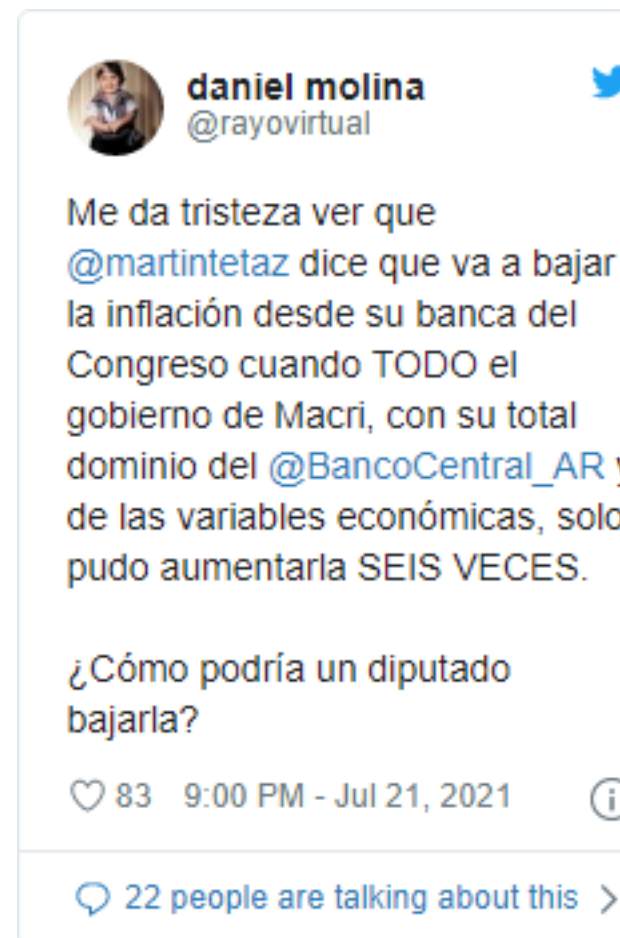 daniel molina
@rayovirtual
Me da tristeza ver que
@martintetaz dice que va a bajar
la inflación desde su banca del
Congreso cuando TODO el
gobierno de Macri, con su total
dominio del @BancoCentral_AR y
de las variables económicas, solo
pudo aumentarla SEIS VECES.
¿Cómo podría un diputado
bajarla?
83 9:00 PM - Jul 21, 2021
22 people are talking about this